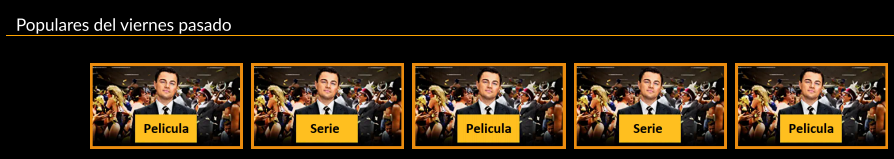 Populares del viernes pasado
Pelicula
Serie
Pelicula
Serie
Pelicula